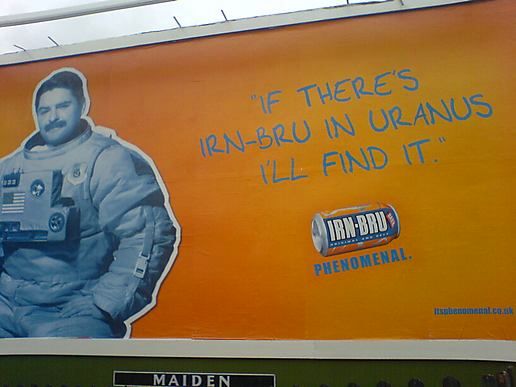 "IF THERE'S
IRN-BRU IN URANUS
I'LL FIND IT."
IRN-BRU
PHENOMENAL.
itsphenomenal.co.uk
MAIDEN